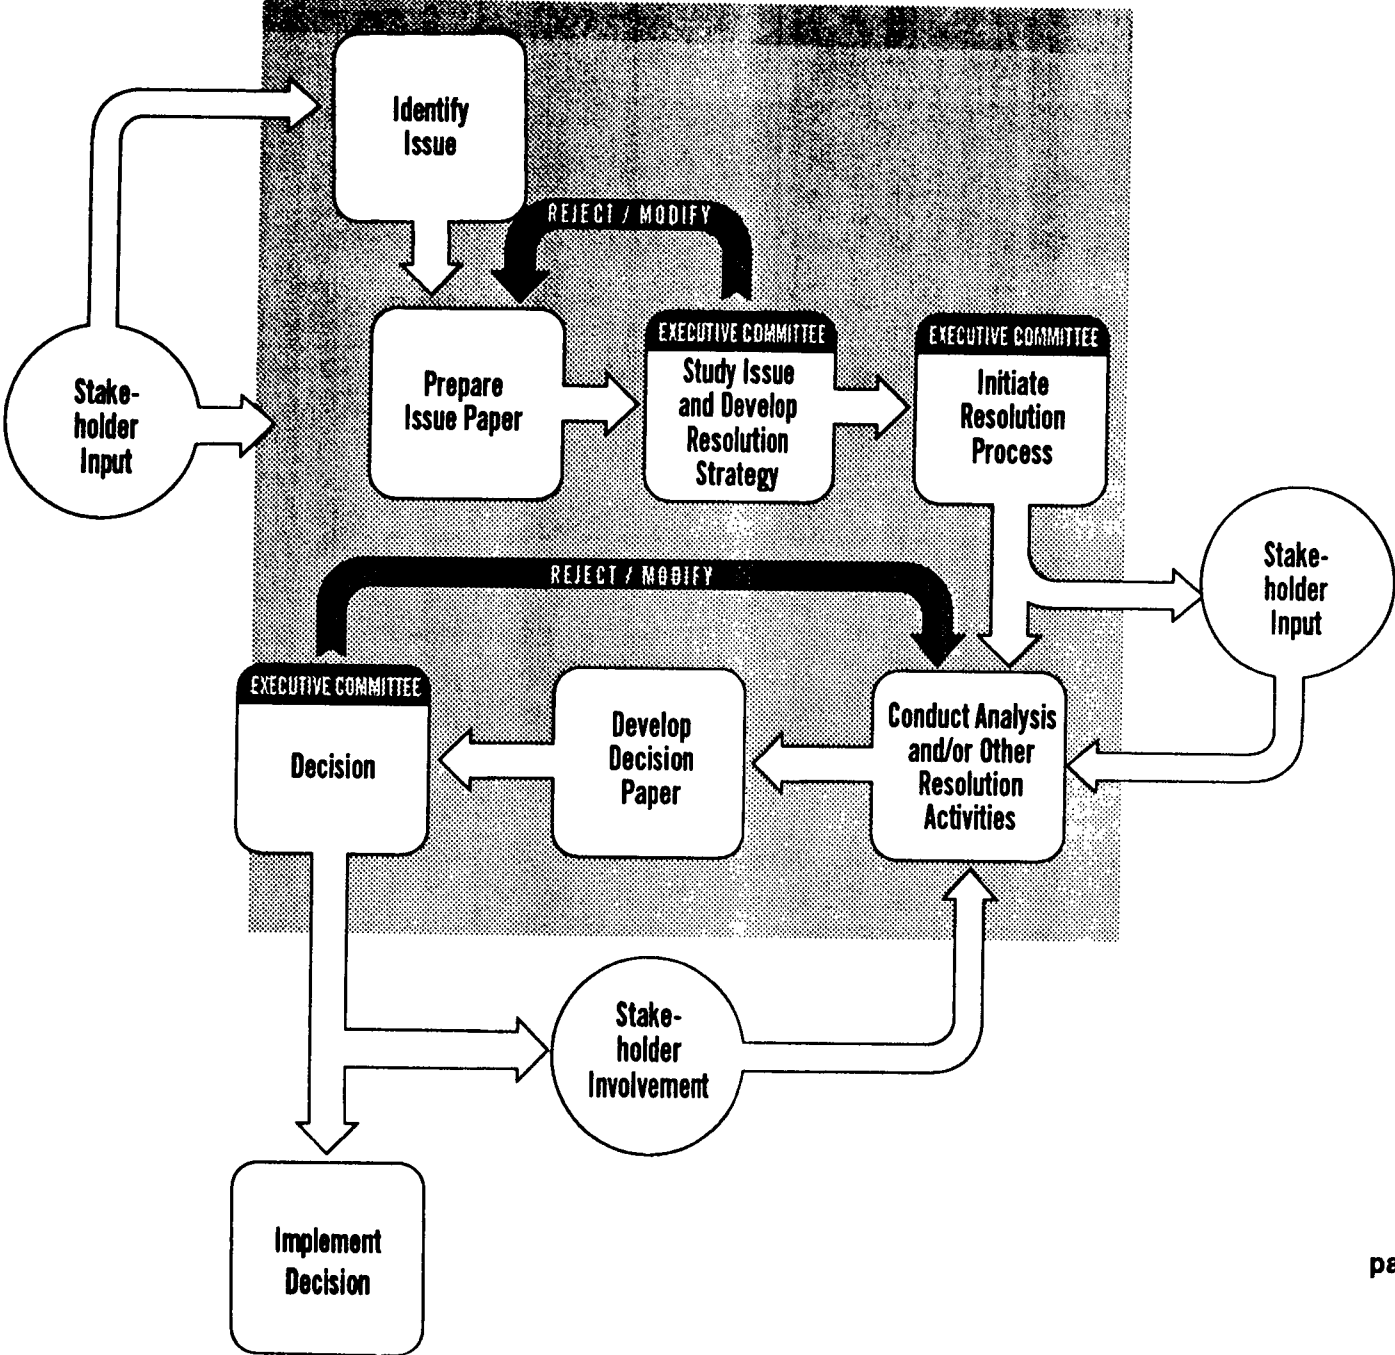 Identify
Issue
REJECT / MODIFY
Stake-
holder
Input
Prepare
Issue Paper
EXECUTIVE COMMITTEE
Study Issue
and Develop
Resolution
Strategy
EXECUTIVE COMMITTEE
Initiate
Resolution
Process
Stake-
holder
Input
REJECT / MODIFY
EXECUTIVE COMMITTEE
Decision
Develop
Decision
Paper
Conduct Analysis
and/or Other
Resolution
Activities
Stake-
holder
Involvement
Implement
Decision